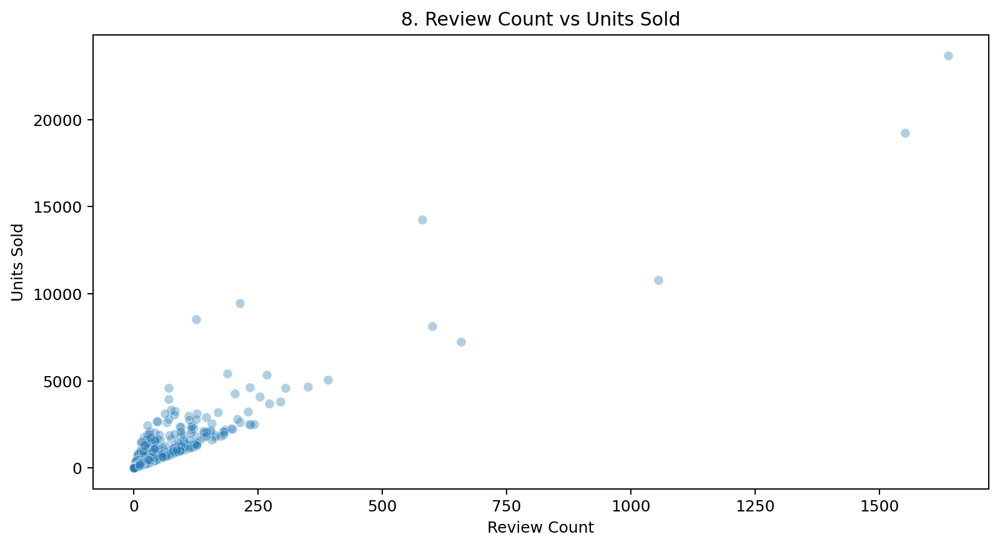 8. Review Count vs Units Sold
Units Sold
20000
15000
10000
5000
0
0 250 500 750 1000 1250 1500
Review Count